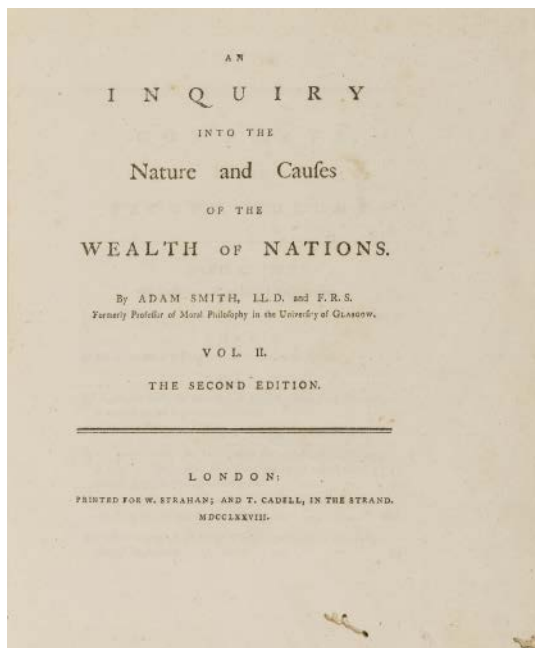 AN
INQUIRY
INTO THE
Nature and Cauſes
OF THE
WEALTH OF NATIONS.
By ADAM SMITH, LL.D. and F.R.S.
Formerly Profeſſor of Moral Philoſophy in the Univerſity of GLASGOW.
VOL. II.
THE SECOND EDITION.
LONDON:
PRINTED FOR W. STRAHAN; AND T. CADELL, IN THE STRAND.
MDCCLXXVIII.